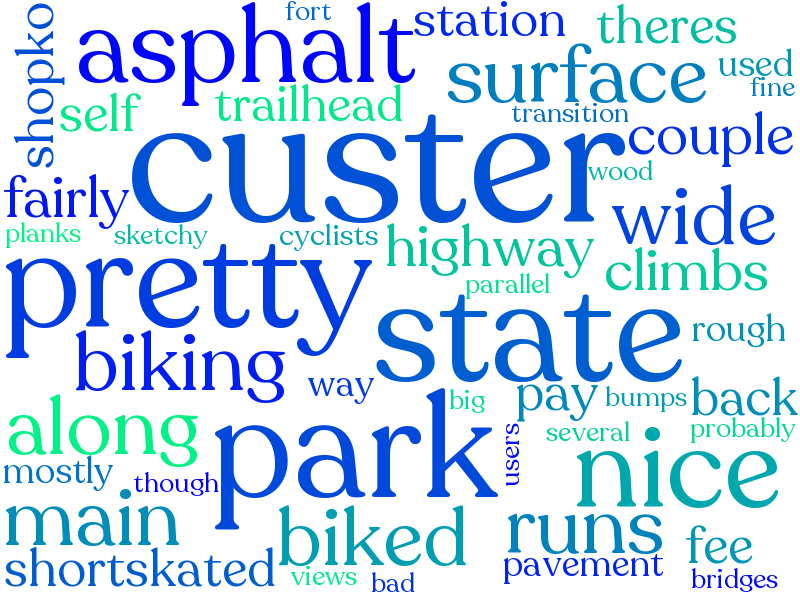 fort
station
theres
shopko
asphalt
surface
used
fine
self
trailhead
transition
custer
couple
wood
fairly
wide
planks
sketchy
cyclists
highway
climbs
pretty
parallel
state
rough
biking
way
big
pay
bumps
back
along
park
users
several
probably
mostly
though
nice
main
biked
runs
fee
shortskated
views
bad
pavement
bridges